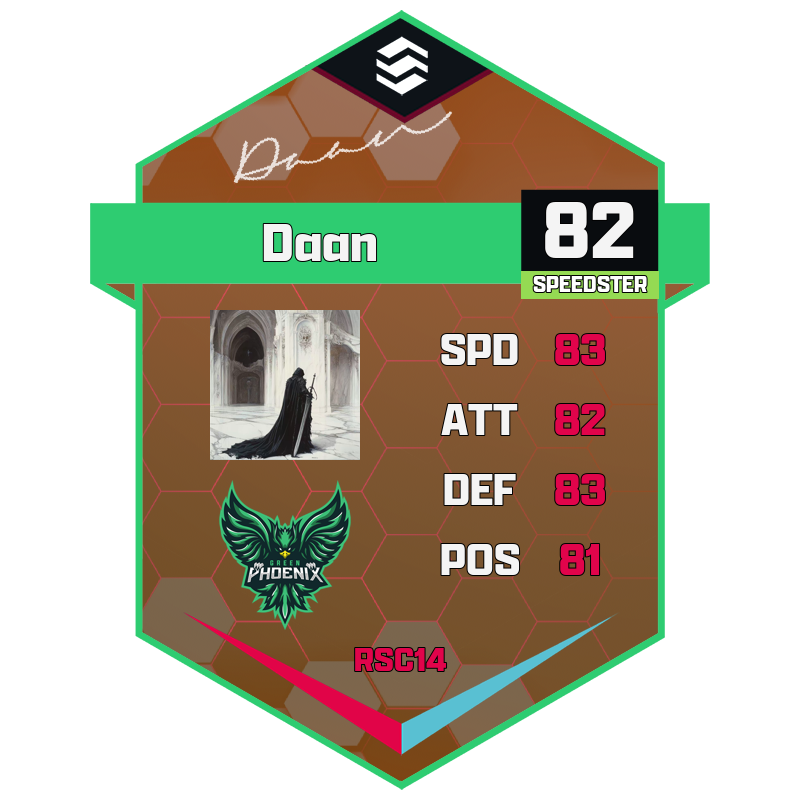 Daan
Daan
82
SPEEDSTER
SPD 83
ATT 82
DEF 83
POS 81
GREEN
PHOENIX
RSC14